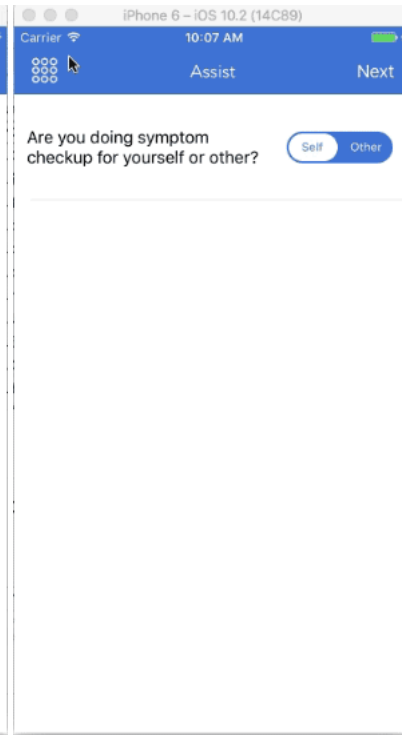 iPhone 6 – iOS 10.2 (14C89)
Carrier 10:07 AM
Assist Next
Are you doing symptom
checkup for yourself or other?
Self Other